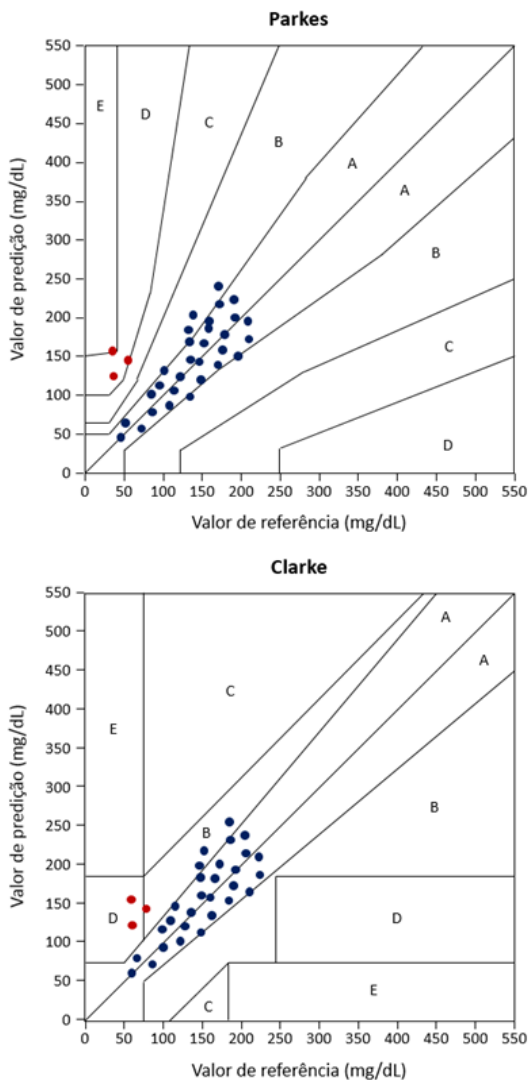 Parkes
550
500
450
400
350
300
250
200
150
100
50
0
Valor de predição (mg/dL)
E
D
C
B
A
A
B
C
D
0 50 100 150 200 250 300 350 400 450 500 550
Valor de referência (mg/dL)
Clarke
550
500
450
400
350
300
250
200
150
100
50
0
Valor de predição (mg/dL)
A
A
C
E
B
B
D
D
C
E
0 50 100 150 200 250 300 350 400 450 500 550
Valor de referência (mg/dL)